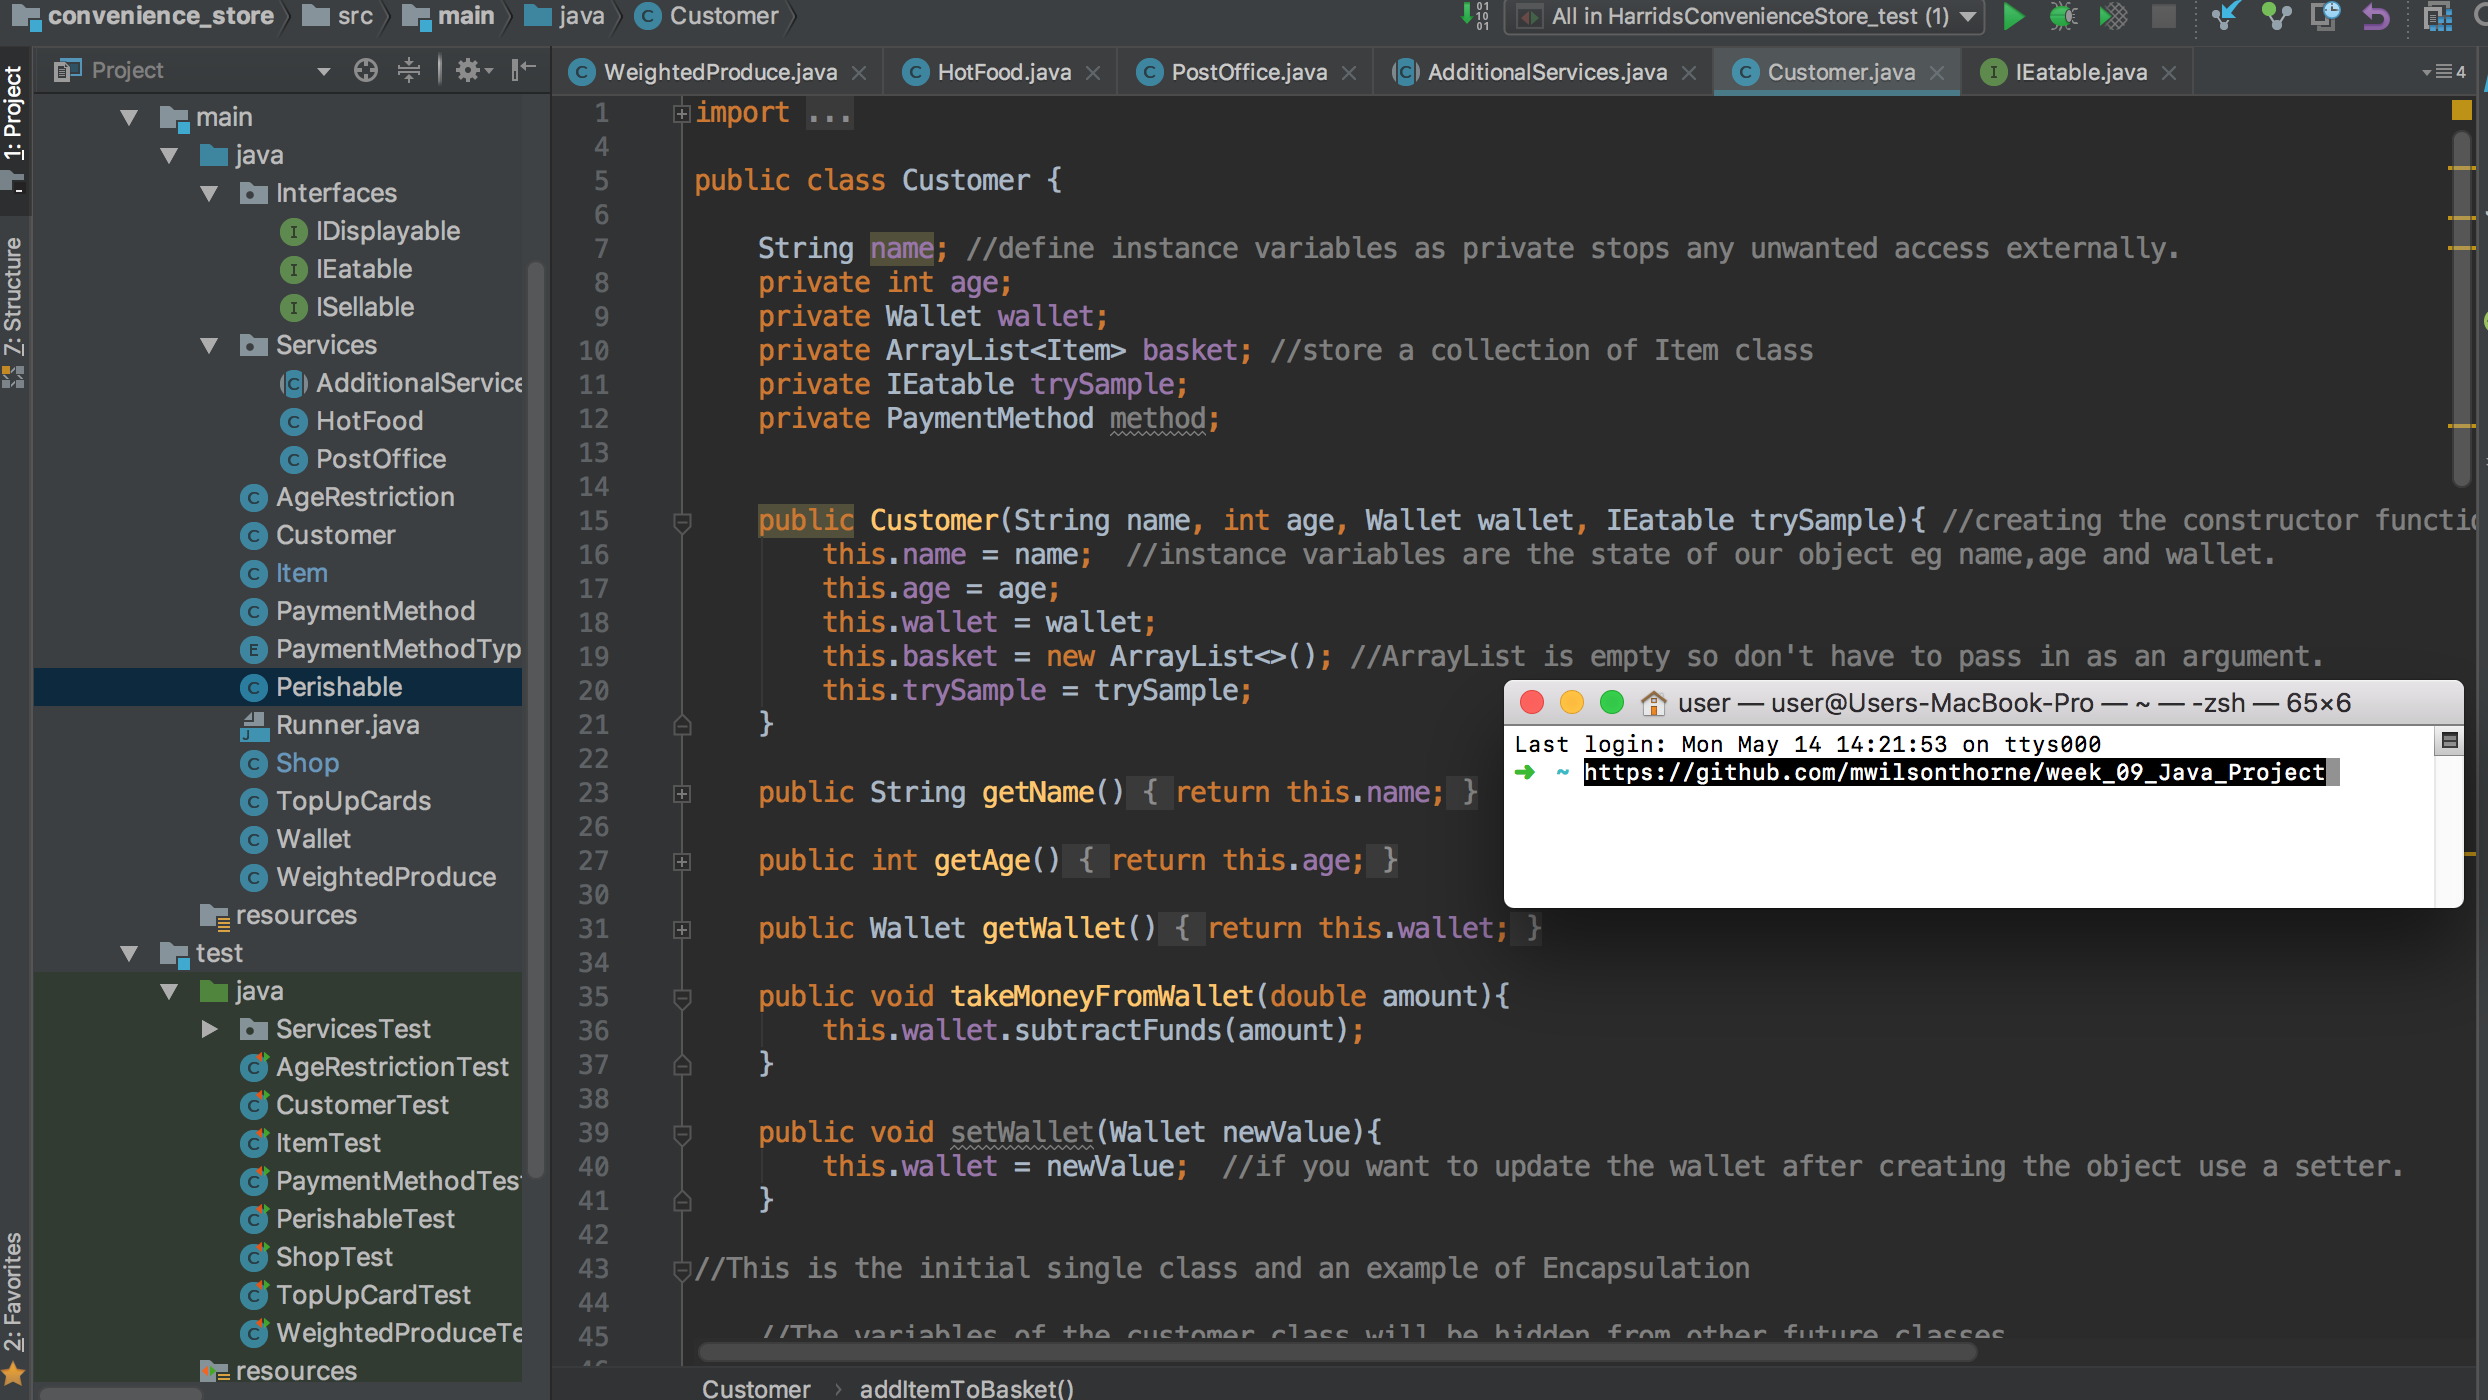 convenience_store src main java Customer
All in HarridsConvenienceStore_test (1)
1: Project
7: Structure
2: Favorites
Project
main
java
Interfaces
IDisplayable
IEatable
ISellable
Services
AdditionalService
HotFood
PostOffice
AgeRestriction
Customer
Item
PaymentMethod
PaymentMethodTyp
Perishable
Runner.java
Shop
TopUpCards
Wallet
WeightedProduce
resources
test
java
ServicesTest
AgeRestrictionTest
CustomerTest
ItemTest
PaymentMethodTes
PerishableTest
ShopTest
TopUpCardTest
WeightedProduceTe
resources
WeightedProduce.java HotFood.java PostOffice.java AdditionalServices.java Customer.java IEatable.java 4
1 import ...
4
5 public class Customer {
6
7 String name; //define instance variables as private stops any unwanted access externally.
8 private int age;
9 private Wallet wallet;
10 private ArrayList<Item> basket; //store a collection of Item class
11 private IEatable trySample;
12 private PaymentMethod method;
13
14
15 public Customer(String name, int age, Wallet wallet, IEatable trySample){ //creating the constructor functi
16 this.name = name; //instance variables are the state of our object eg name,age and wallet.
17 this.age = age;
18 this.wallet = wallet;
19 this.basket = new ArrayList<>(); //ArrayList is empty so don't have to pass in as an argument.
20 this.trySample = trySample;
21 }
22
23 public String getName() { return this.name; }
26
27 public int getAge() { return this.age; }
30
31 public Wallet getWallet() { return this.wallet; }
34
35 public void takeMoneyFromWallet(double amount){
36 this.wallet.subtractFunds(amount);
37 }
38
39 public void setWallet(Wallet newValue){
40 this.wallet = newValue; //if you want to update the wallet after creating the object use a setter.
41 }
42
43 //This is the initial single class and an example of Encapsulation
44
45 //The variables of the customer class will be hidden from other future classes
Customer addItemToBasket()
user — user@Users-MacBook-Pro — ~ — -zsh — 65×6
Last login: Mon May 14 14:21:53 on ttys000
➜ ~ https://github.com/mwilsonthorne/week_09_Java_Project